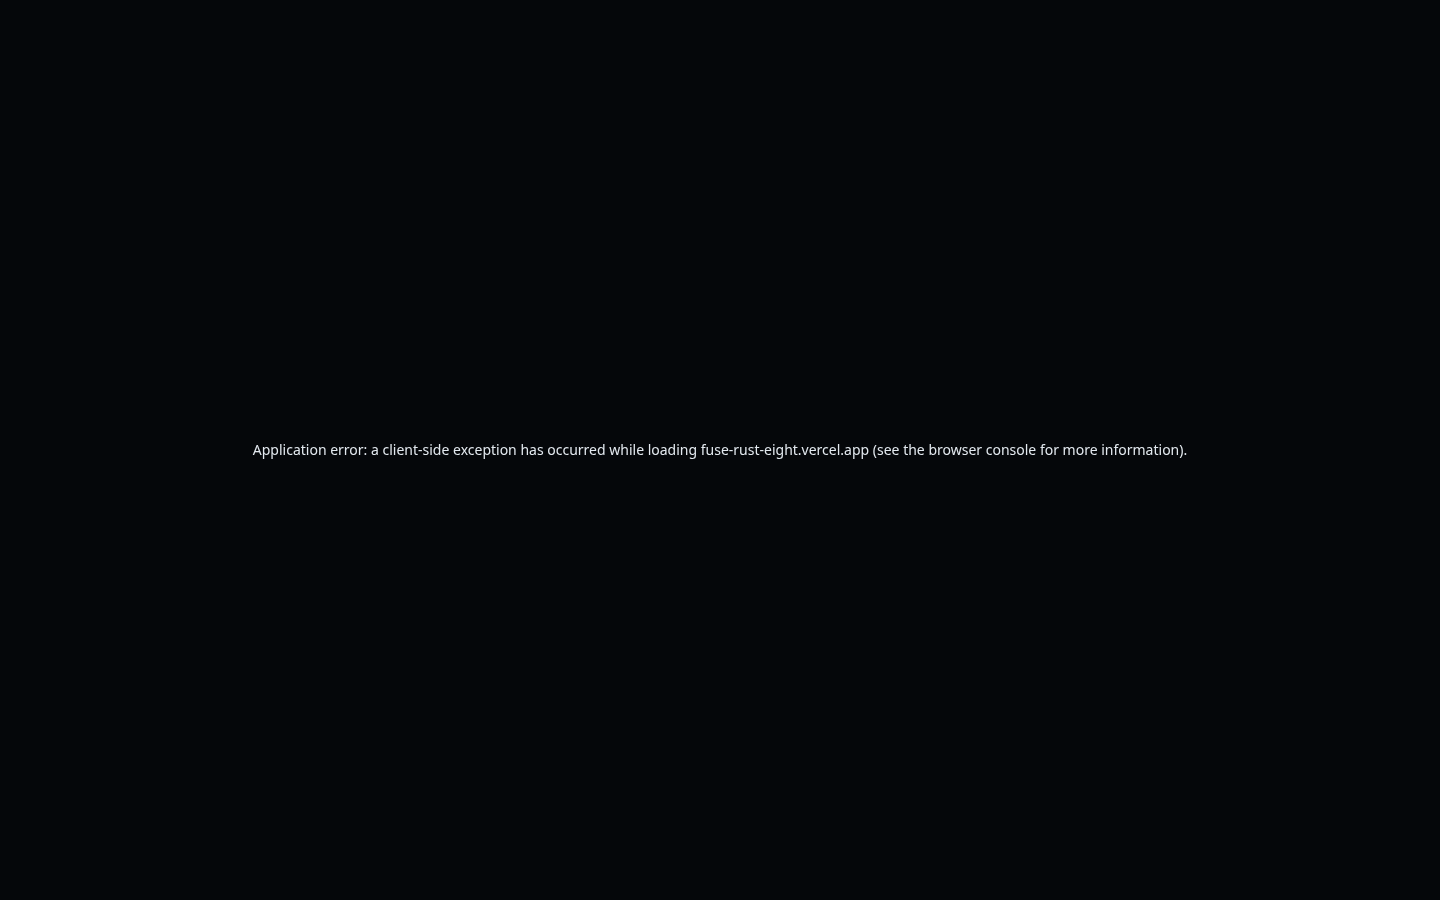 Application error: a client-side exception has occurred while loading fuse-rust-eight.vercel.app (see the browser console for more information).